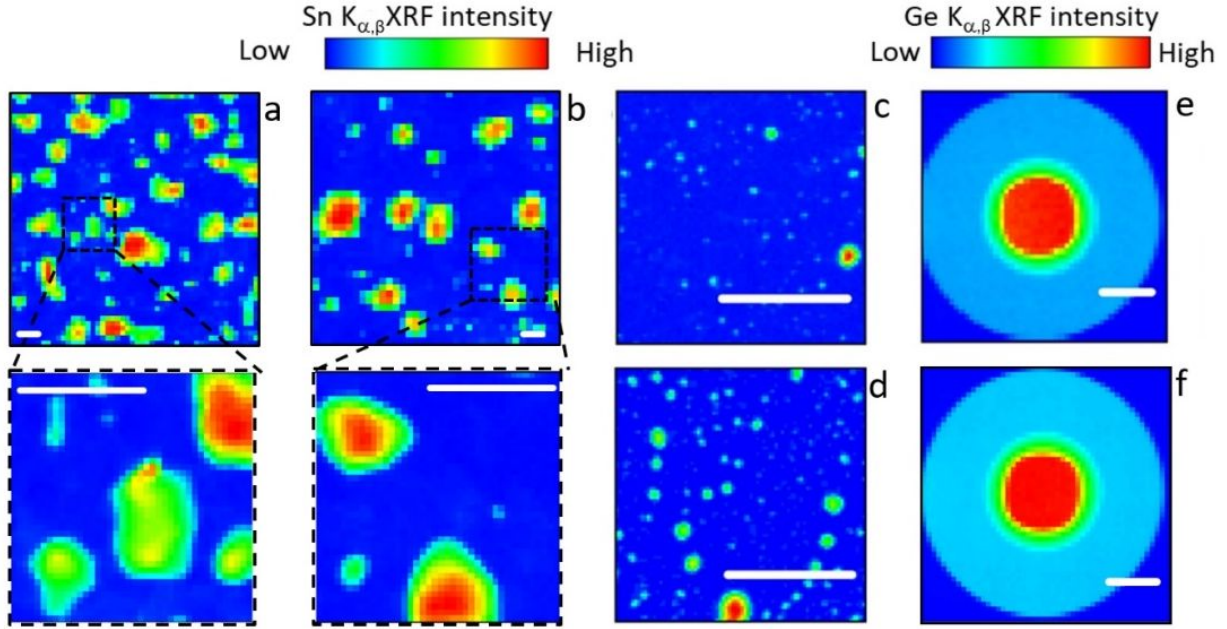 Sn Kα,β XRF intensity
Low High
Ge Kα,β XRF intensity
Low High
a
b
c
e
d
f